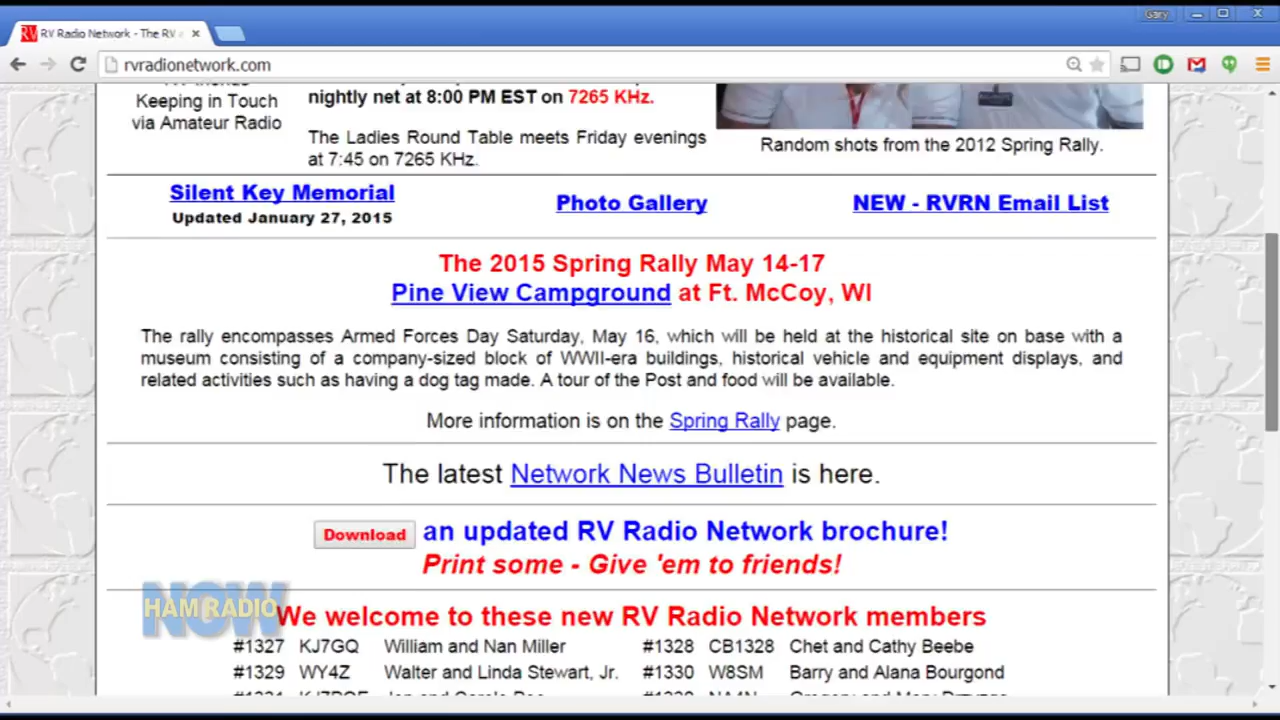 Gary
RV Radio Network - The RV
rvradionetwork.com
Keeping in Touch
via Amateur Radio
nightly net at 8:00 PM EST on 7265 KHz.
The Ladies Round Table meets Friday evenings
at 7:45 on 7265 KHz.
Random shots from the 2012 Spring Rally.
Silent Key Memorial
Updated January 27, 2015
Photo Gallery
NEW - RVRN Email List
The 2015 Spring Rally May 14-17
Pine View Campground at Ft. McCoy, WI
The rally encompasses Armed Forces Day Saturday, May 16, which will be held at the historical site on base with a
museum consisting of a company-sized block of WWII-era buildings, historical vehicle and equipment displays, and
related activities such as having a dog tag made. A tour of the Post and food will be available.
More information is on the Spring Rally page.
The latest Network News Bulletin is here.
Download an updated RV Radio Network brochure!
Print some - Give 'em to friends!
NOW
HAM RADIO
We welcome to these new RV Radio Network members
#1327 KJ7GQ William and Nan Miller #1328 CB1328 Chet and Cathy Beebe
#1329 WY4Z Walter and Linda Stewart, Jr. #1330 W8SM Barry and Alana Bourgond